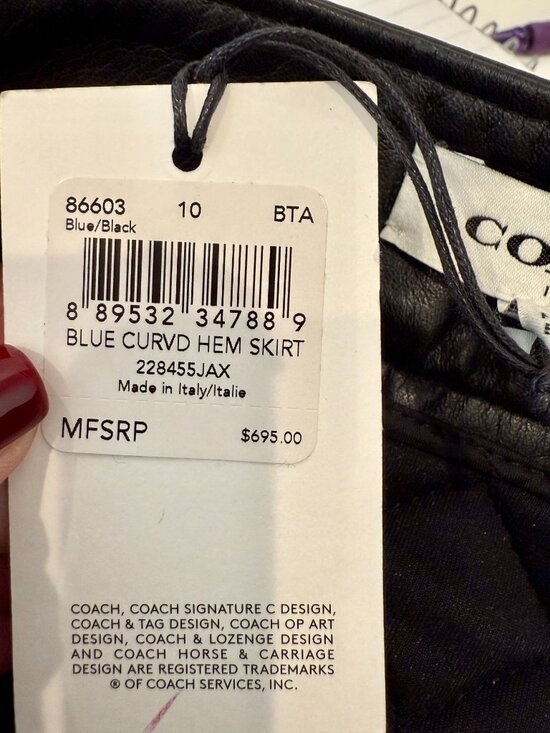 86603 10 BTA
Blue/Black
8 89532 34788 9
BLUE CURVD HEM SKIRT
228455JAX
Made in Italy/Italie
MFSRP $695.00
COACH, COACH SIGNATURE C DESIGN,
COACH & TAG DESIGN, COACH OP ART
DESIGN, COACH & LOZENGE DESIGN
AND COACH HORSE & CARRIAGE
DESIGN ARE REGISTERED TRADEMARKS
® OF COACH SERVICES, INC.
CO